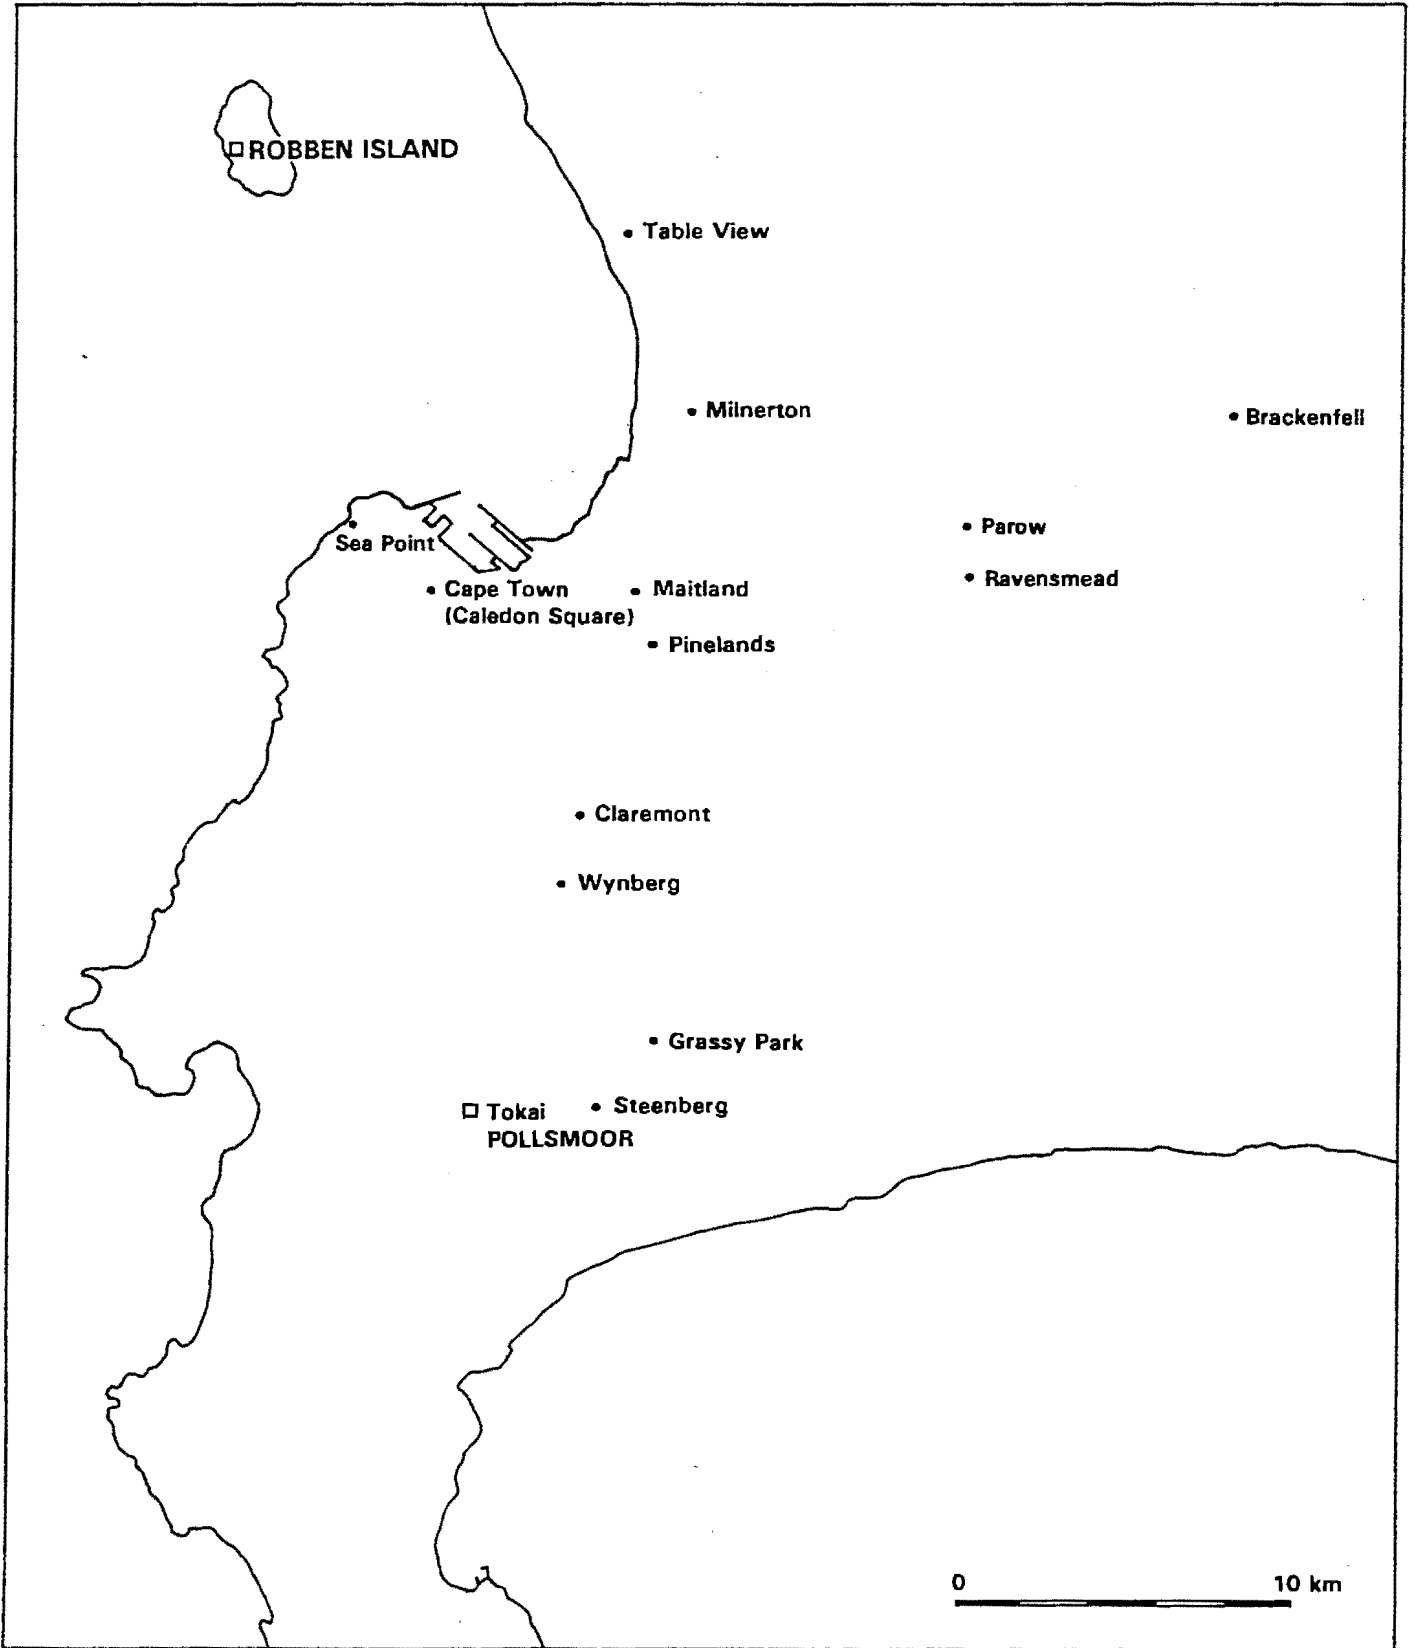 ROBBEN ISLAND
Table View
Milnerton
Brackenfell
Parow
Sea Point
Ravensmead
Cape Town
(Caledon Square)
Maitland
Pinelands
Claremont
Wynberg
Grassy Park
Steenberg
Tokai
POLLSMOOR
0 10 km